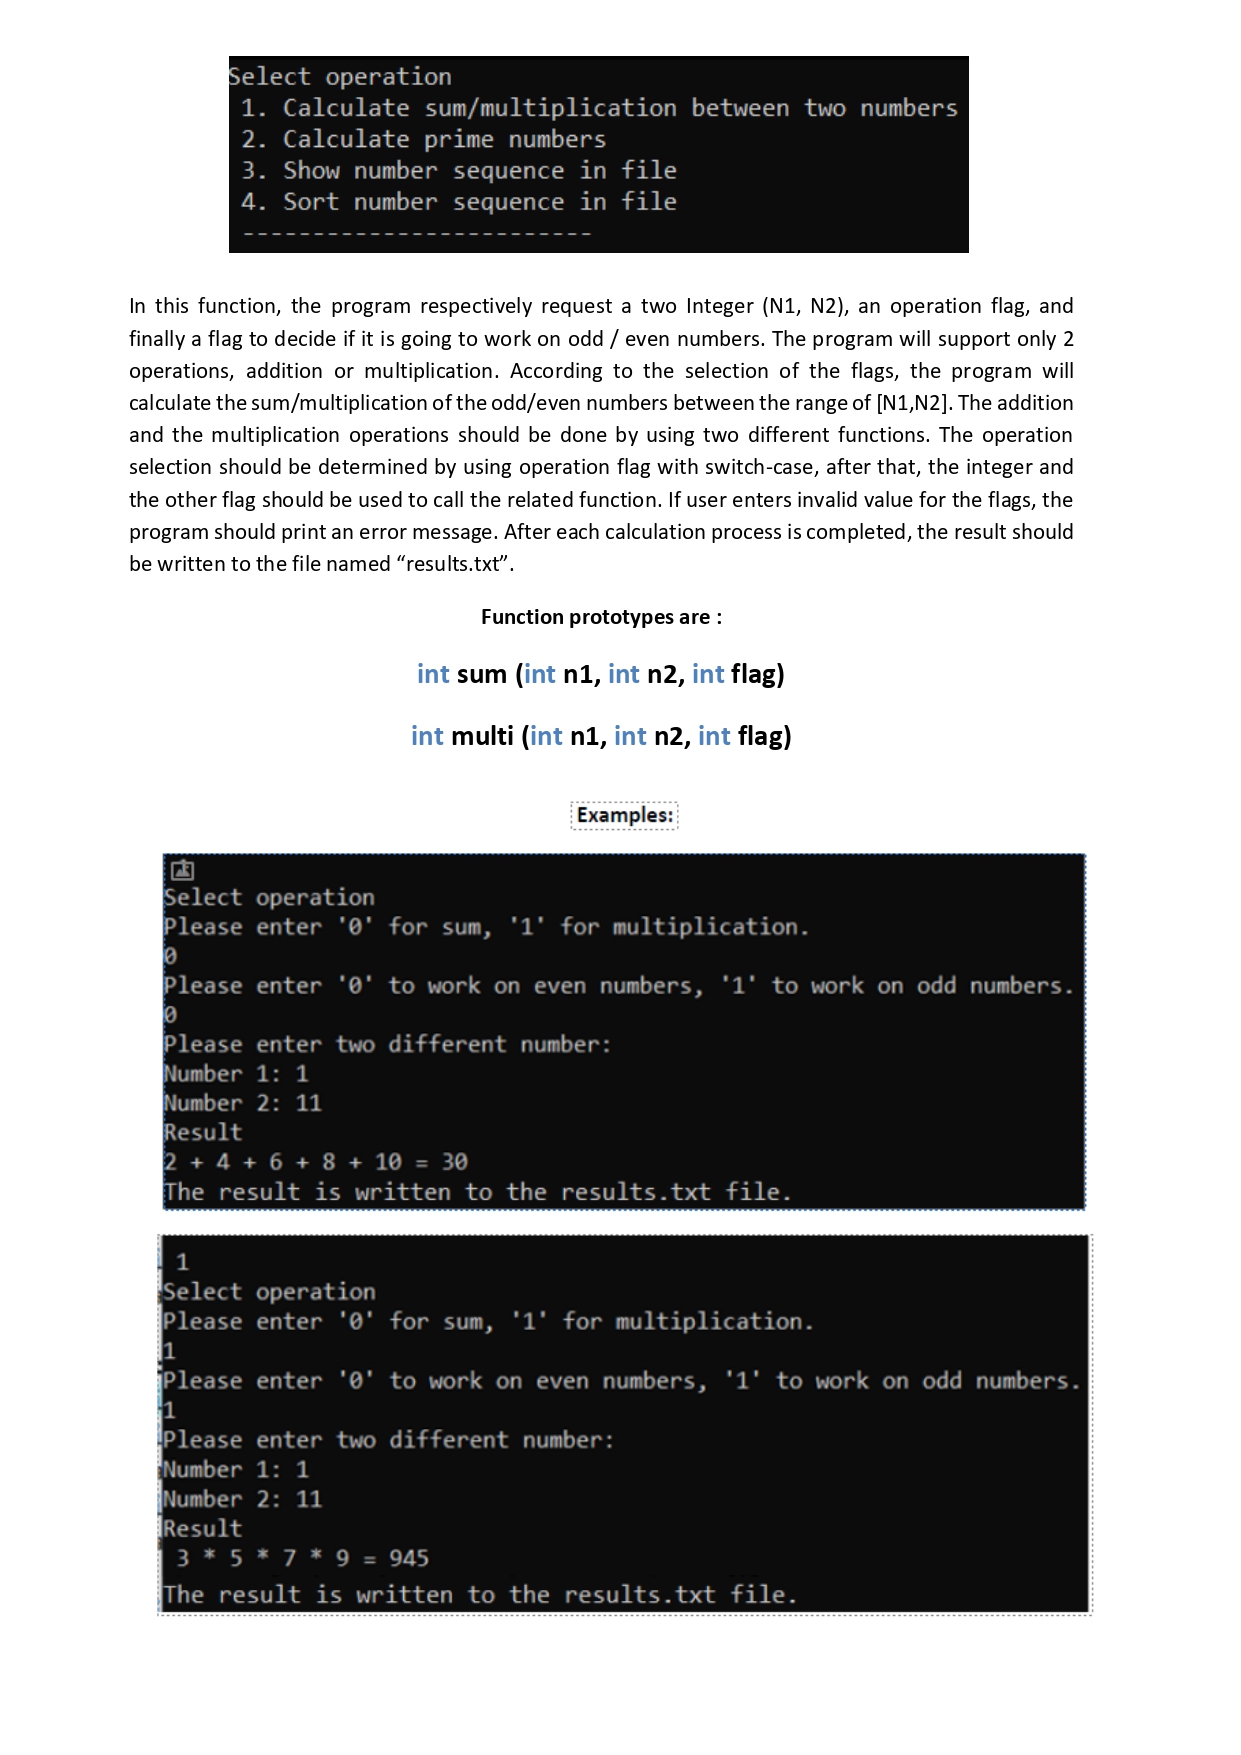 Select operation
1. Calculate sum/multiplication between two numbers
2. Calculate prime numbers
3. Show number sequence in file
4. Sort number sequence in file
-------------------------
In this function, the program respectively request a two Integer (N1, N2), an operation flag, and
finally a flag to decide if it is going to work on odd / even numbers. The program will support only 2
operations, addition or multiplication. According to the selection of the flags, the program will
calculate the sum/multiplication of the odd/even numbers between the range of [N1,N2]. The addition
and the multiplication operations should be done by using two different functions. The operation
selection should be determined by using operation flag with switch-case, after that, the integer and
the other flag should be used to call the related function. If user enters invalid value for the flags, the
program should print an error message. After each calculation process is completed, the result should
be written to the file named “results.txt”.
Function prototypes are :
int sum (int n1, int n2, int flag)
int multi (int n1, int n2, int flag)
Examples:
Select operation
Please enter '0' for sum, '1' for multiplication.
0
Please enter '0' to work on even numbers, '1' to work on odd numbers.
0
Please enter two different number:
Number 1: 1
Number 2: 11
Result
2 + 4 + 6 + 8 + 10 = 30
The result is written to the results.txt file.
1
Select operation
Please enter '0' for sum, '1' for multiplication.
1
Please enter '0' to work on even numbers, '1' to work on odd numbers.
1
Please enter two different number:
Number 1: 1
Number 2: 11
Result
3 * 5 * 7 * 9 = 945
The result is written to the results.txt file.